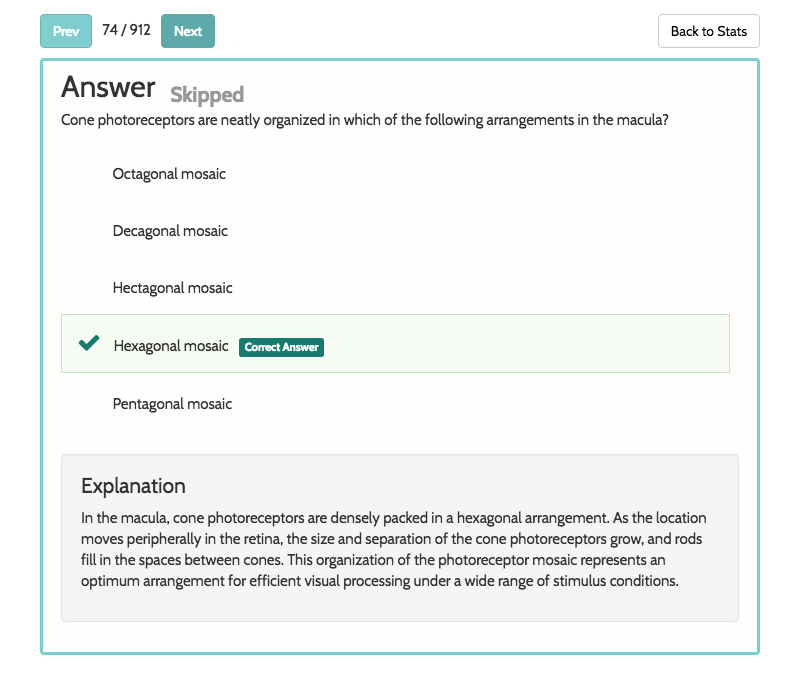 Prev 74 / 912 Next Back to Stats
Answer Skipped
Cone photoreceptors are neatly organized in which of the following arrangements in the macula?
Octagonal mosaic
Decagonal mosaic
Hectagonal mosaic
Hexagonal mosaic Correct Answer
Pentagonal mosaic
Explanation
In the macula, cone photoreceptors are densely packed in a hexagonal arrangement. As the location
moves peripherally in the retina, the size and separation of the cone photoreceptors grow, and rods
fill in the spaces between cones. This organization of the photoreceptor mosaic represents an
optimum arrangement for efficient visual processing under a wide range of stimulus conditions.